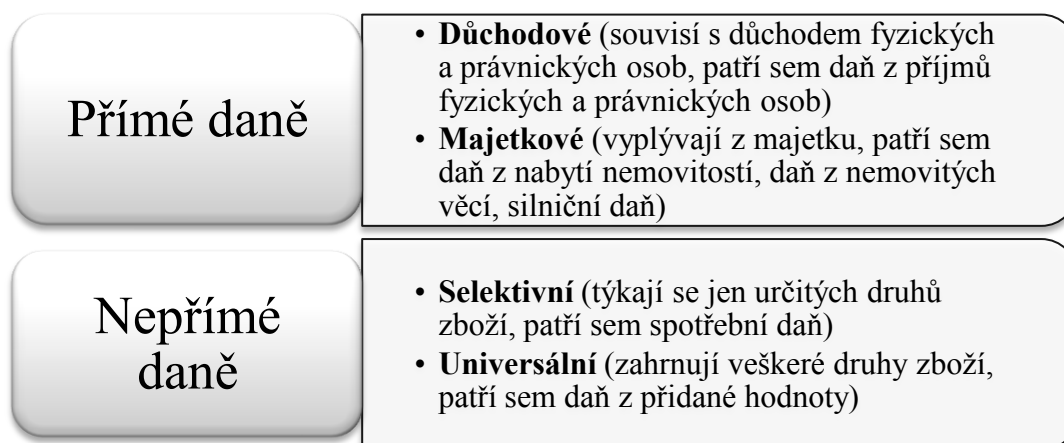 Přímé daně
• Důchodové (souvisí s důchodem fyzických
a právnických osob, patří sem daň z příjmů
fyzických a právnických osob)
• Majetkové (vyplývají z majetku, patří sem
daň z nabytí nemovitostí, daň z nemovitých
věcí, silniční daň)
Nepřímé
daně
• Selektivní (týkají se jen určitých druhů
zboží, patří sem spotřební daň)
• Universální (zahrnují veškeré druhy zboží,
patří sem daň z přidané hodnoty)